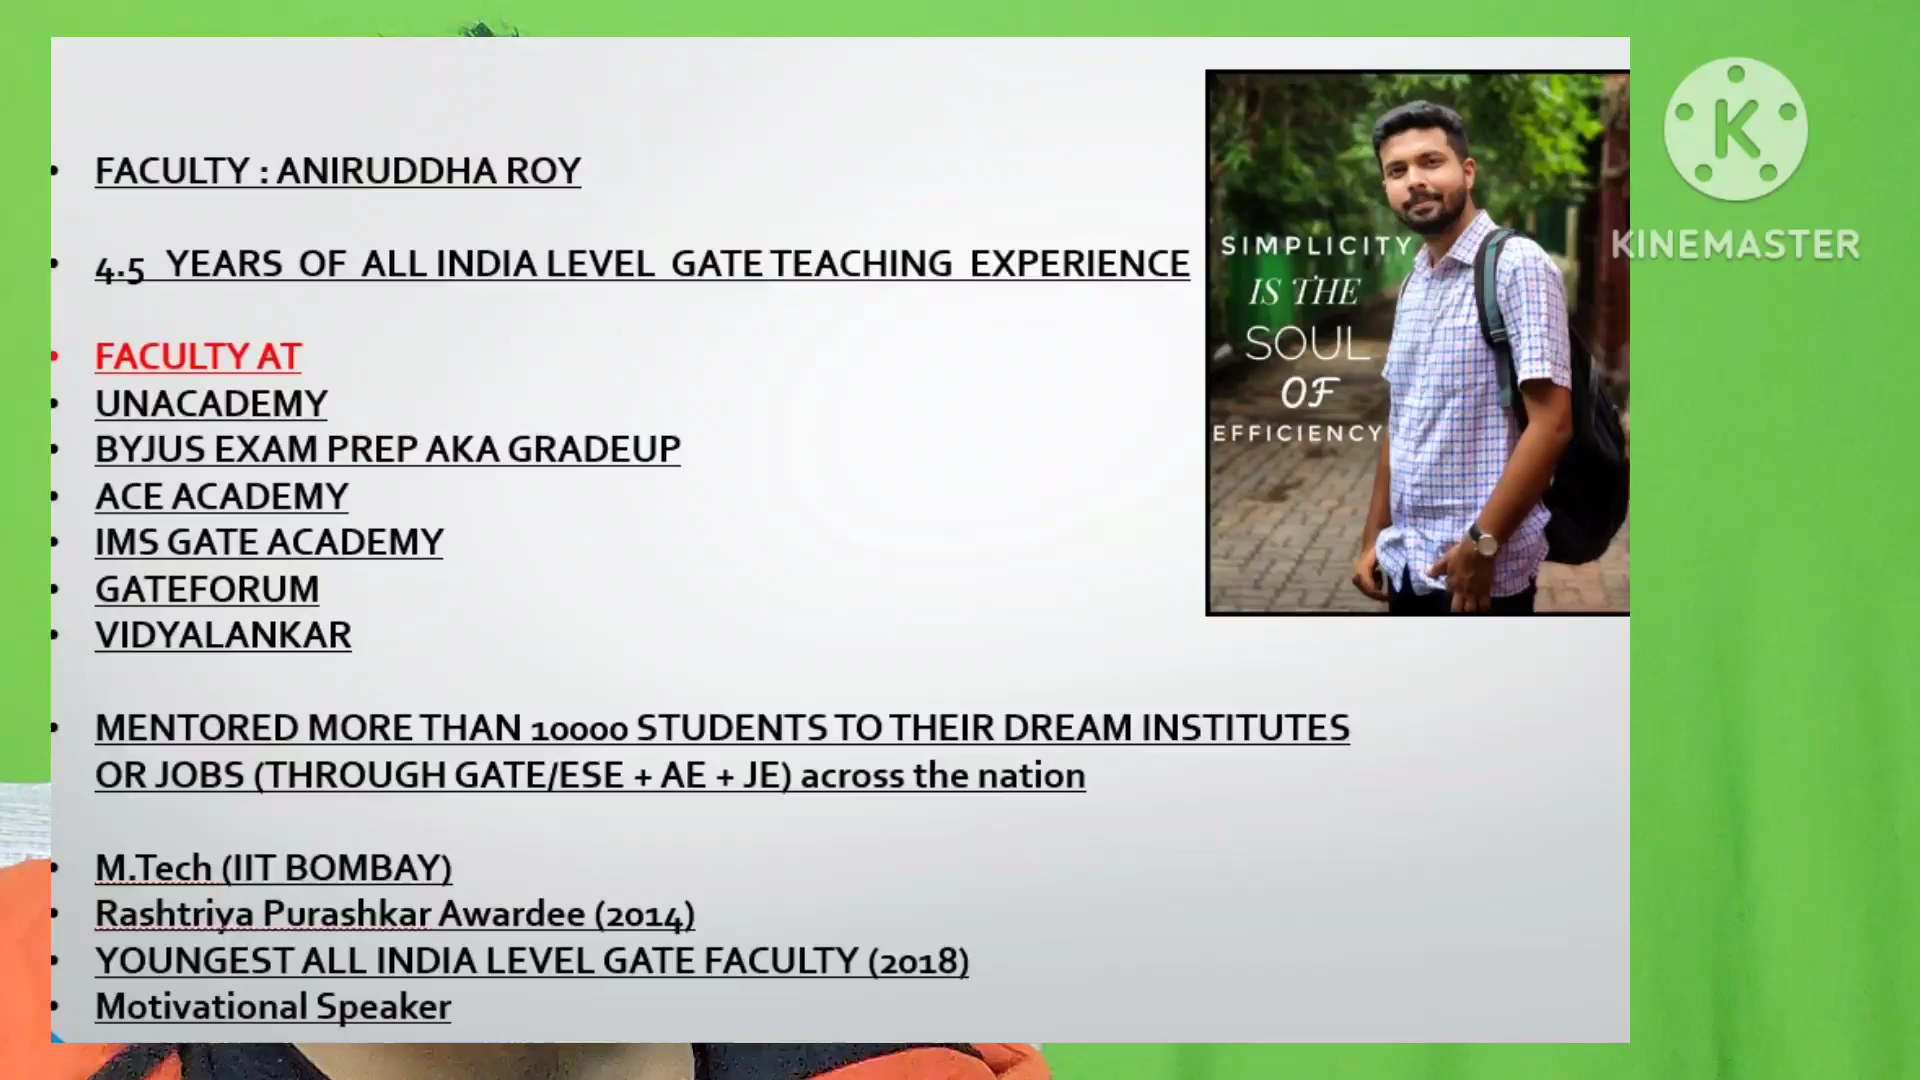 FACULTY : ANIRUDDHA ROY
4.5 YEARS OF ALL INDIA LEVEL GATE TEACHING EXPERIENCE
FACULTY AT
UNACADEMY
BYJUS EXAM PREP AKA GRADEUP
ACE ACADEMY
IMS GATE ACADEMY
GATEFORUM
VIDYALANKAR
MENTORED MORE THAN 10000 STUDENTS TO THEIR DREAM INSTITUTES
OR JOBS (THROUGH GATE/ESE + AE + JE) across the nation
M.Tech (IIT BOMBAY)
Rashtriya Purashkar Awardee (2014)
YOUNGEST ALL INDIA LEVEL GATE FACULTY (2018)
Motivational Speaker
SIMPLICITY
IS THE
SOUL
OF
EFFICIENCY
K
KINEMASTER